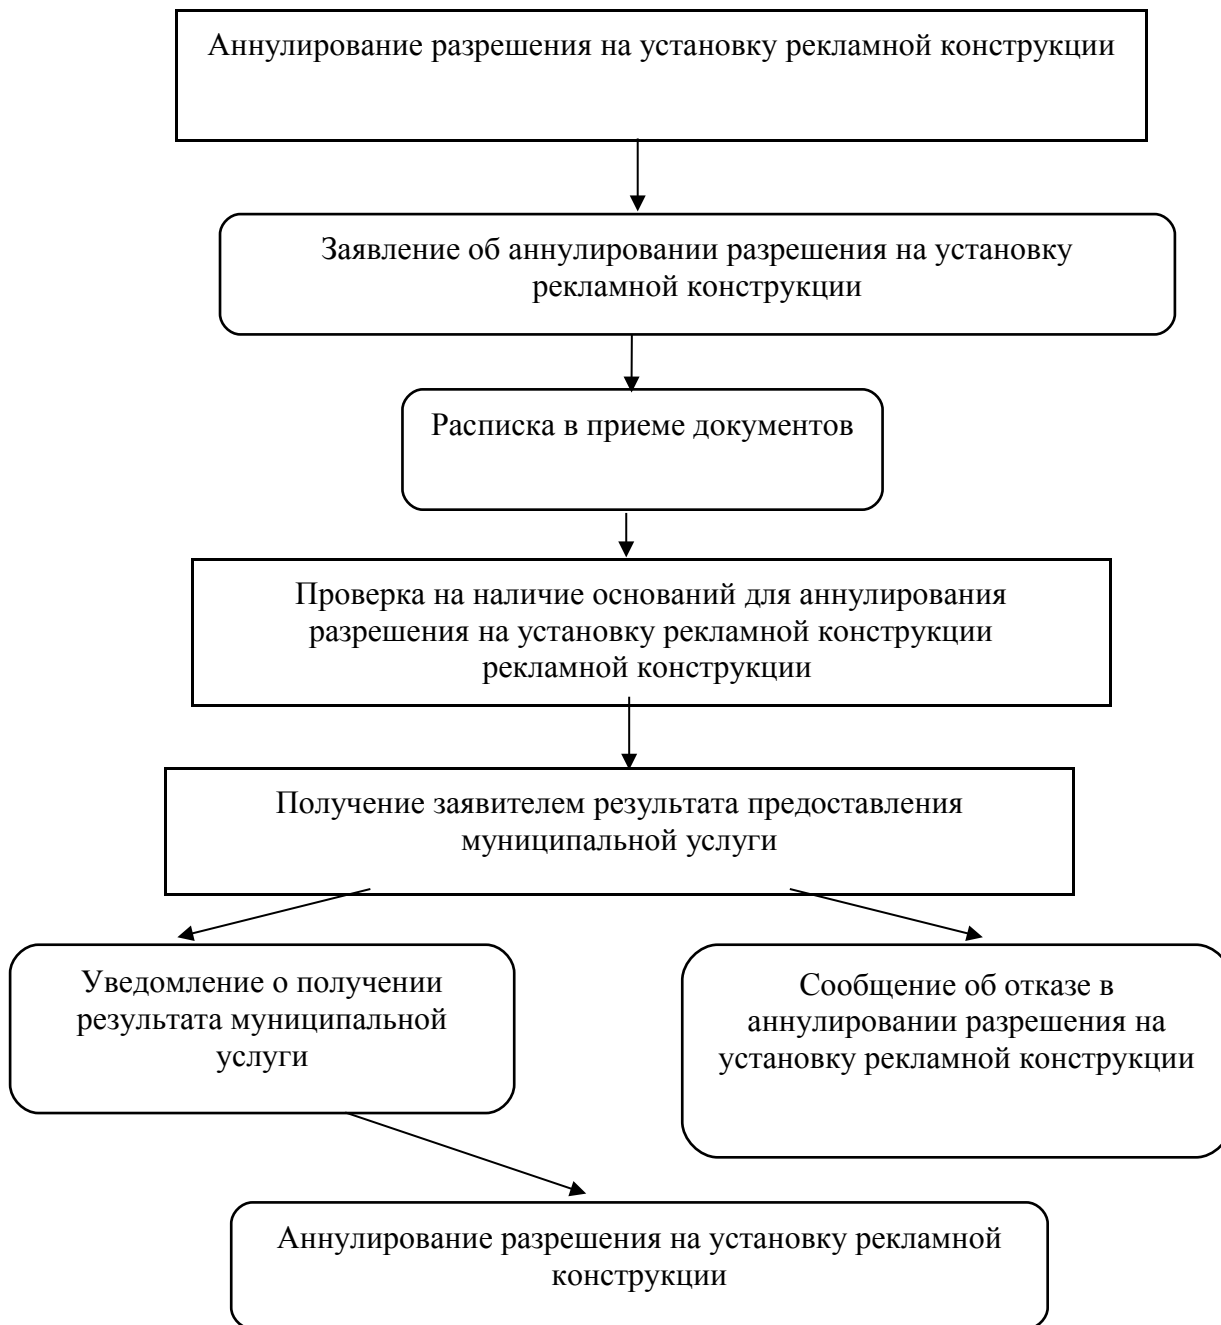 Аннулирование разрешения на установку рекламной конструкции
Заявление об аннулировании разрешения на установку
рекламной конструкции
Расписка в приеме документов
Проверка на наличие оснований для аннулирования
разрешения на установку рекламной конструкции
рекламной конструкции
Получение заявителем результата предоставления
муниципальной услуги
Уведомление о получении
результата муниципальной
услуги
Сообщение об отказе в
аннулировании разрешения на
установку рекламной конструкции
Аннулирование разрешения на установку рекламной
конструкции